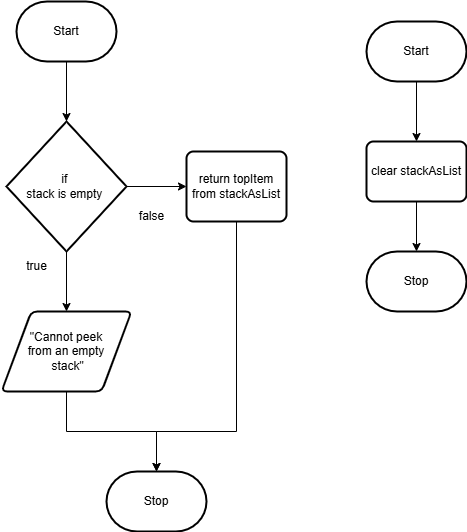 Start
if
stack is empty
true
false
return topItem
from stackAsList
"Cannot peek
from an empty
stack"
Stop
Start
clear stackAsList
Stop